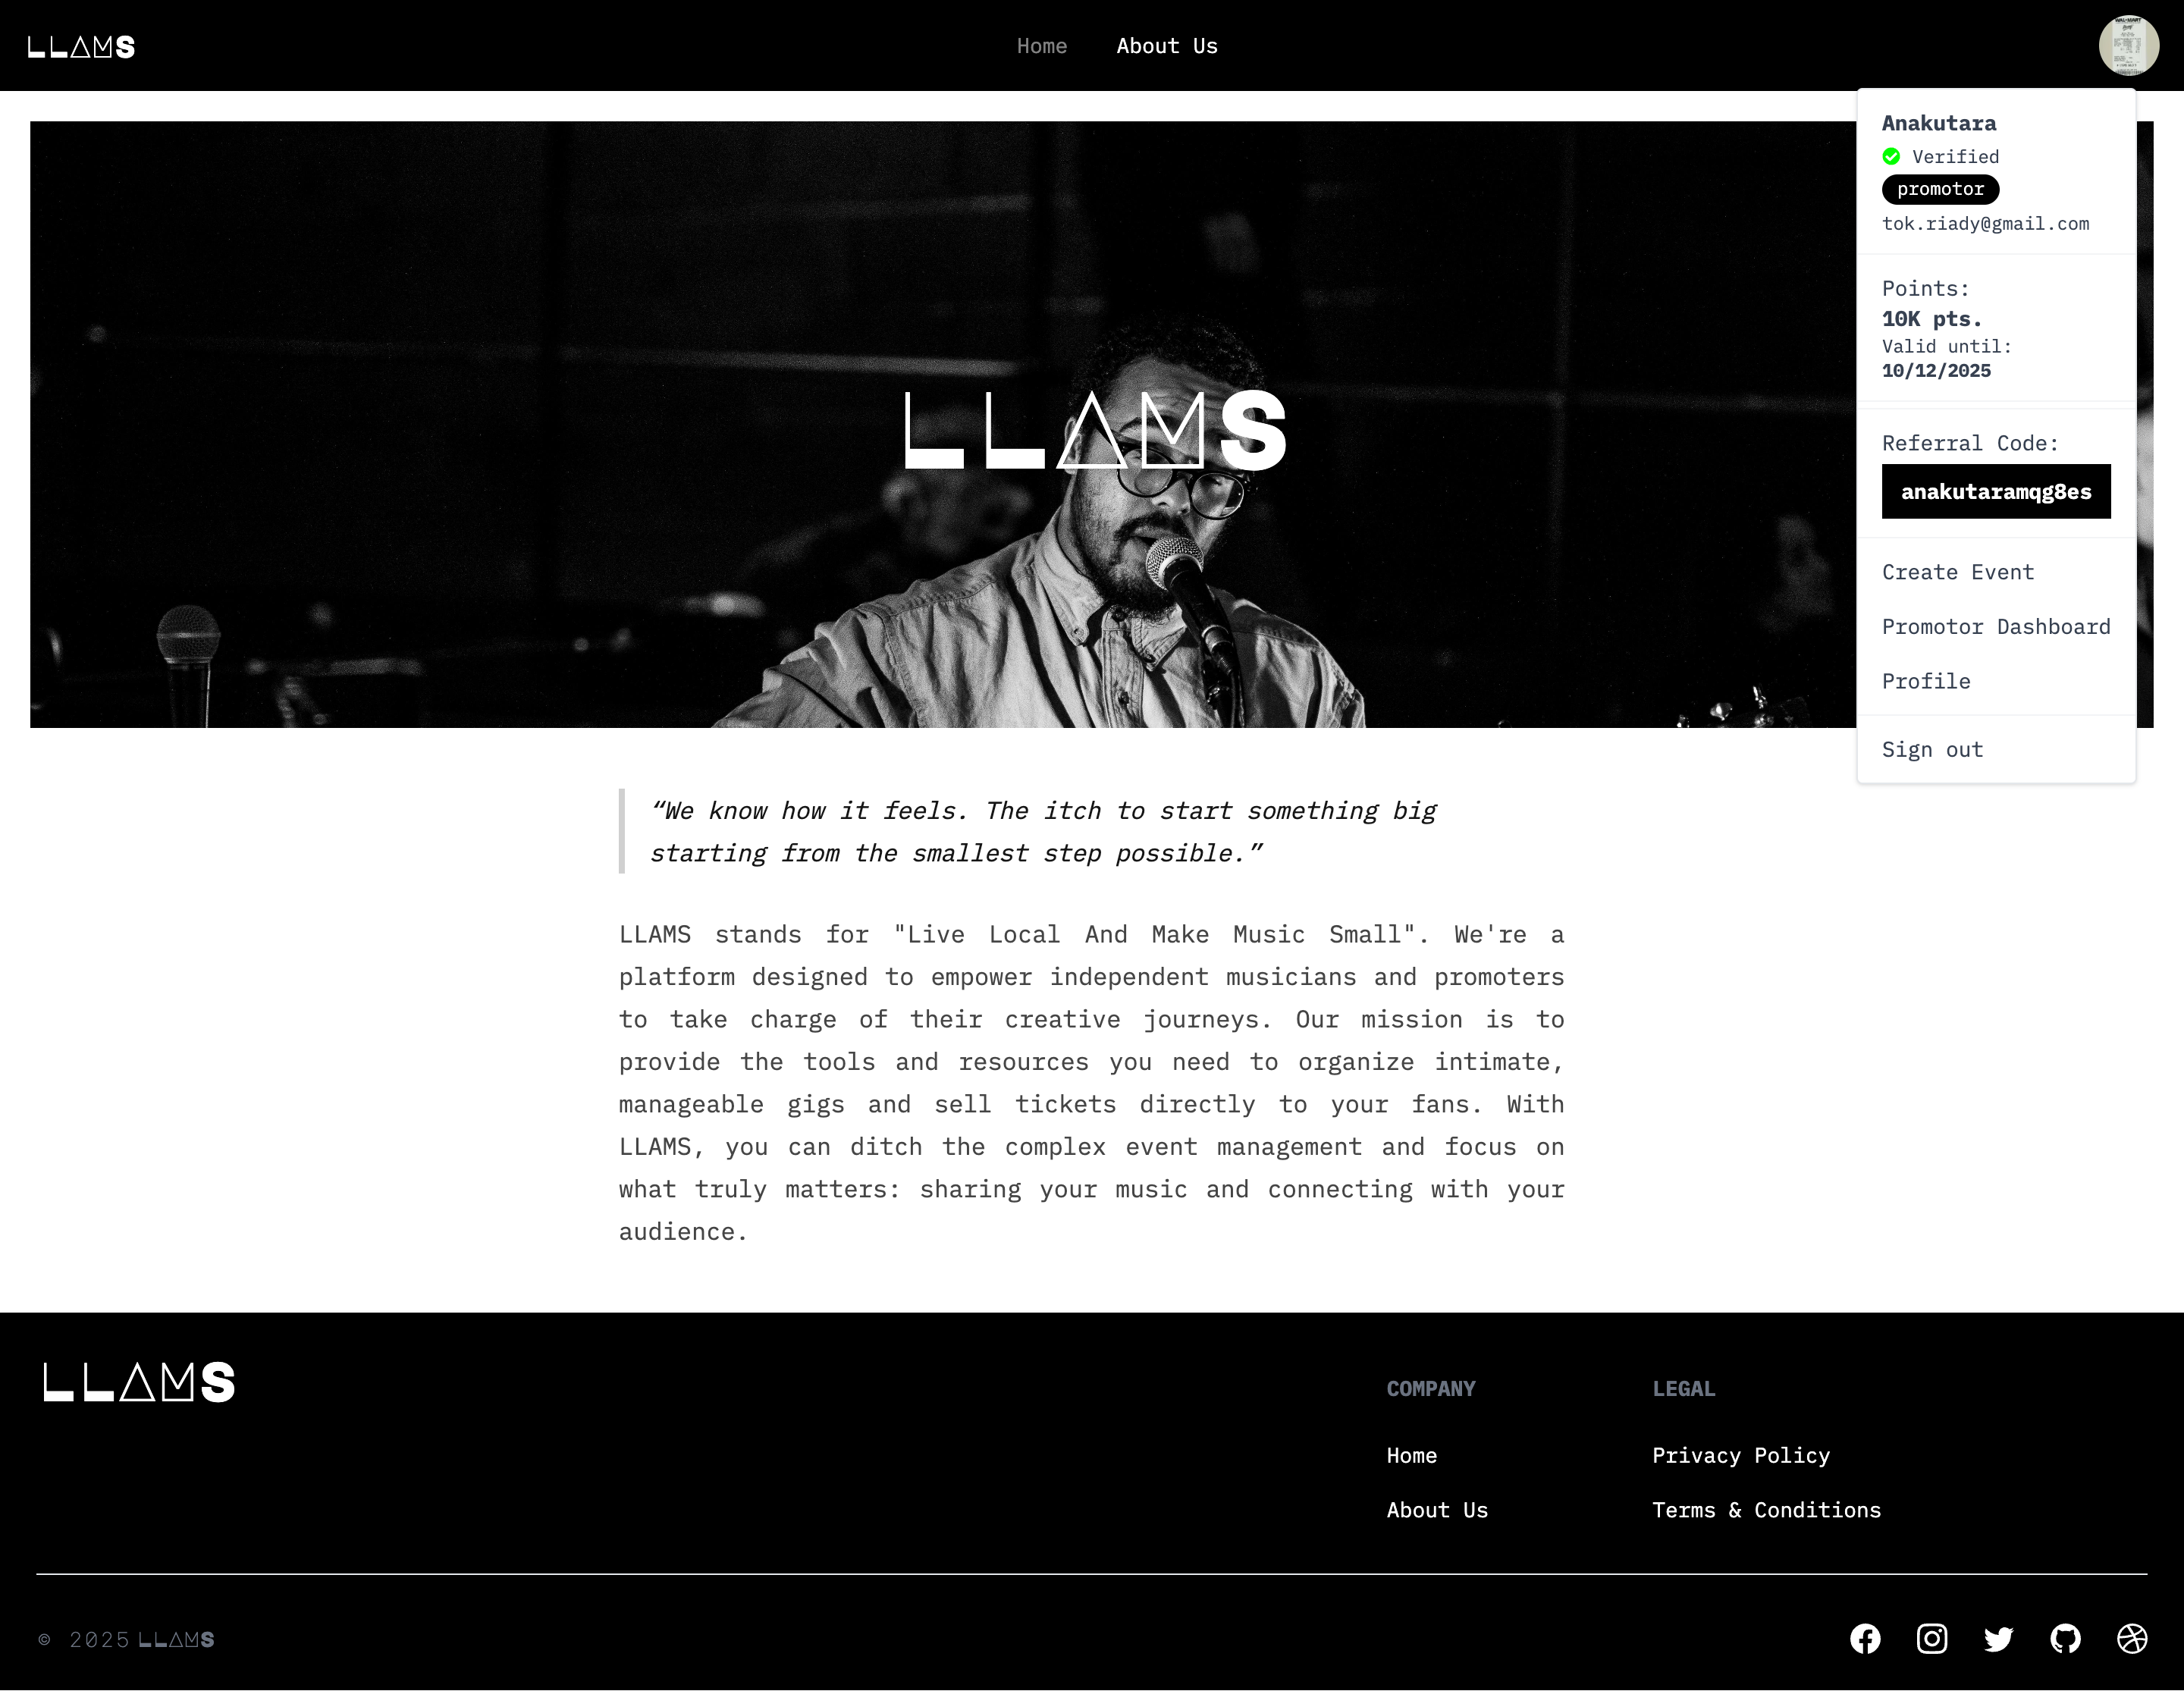 LLAMS
Home
About Us
WAL*MART
Anakutara
Verified
promotor
tok.riady@gmail.com
Points:
10K pts.
Valid until:
10/12/2025
Referral Code:
anakutaramqg8es
Create Event
Promotor Dashboard
Profile
Sign out
LLAMS
“We know how it feels. The itch to start something big
starting from the smallest step possible.”
LLAMS stands for "Live Local And Make Music Small". We're a
platform designed to empower independent musicians and promoters
to take charge of their creative journeys. Our mission is to
provide the tools and resources you need to organize intimate,
manageable gigs and sell tickets directly to your fans. With
LLAMS, you can ditch the complex event management and focus on
what truly matters: sharing your music and connecting with your
audience.
LLAMS
COMPANY
Home
About Us
LEGAL
Privacy Policy
Terms & Conditions
© 2025 LLAMS